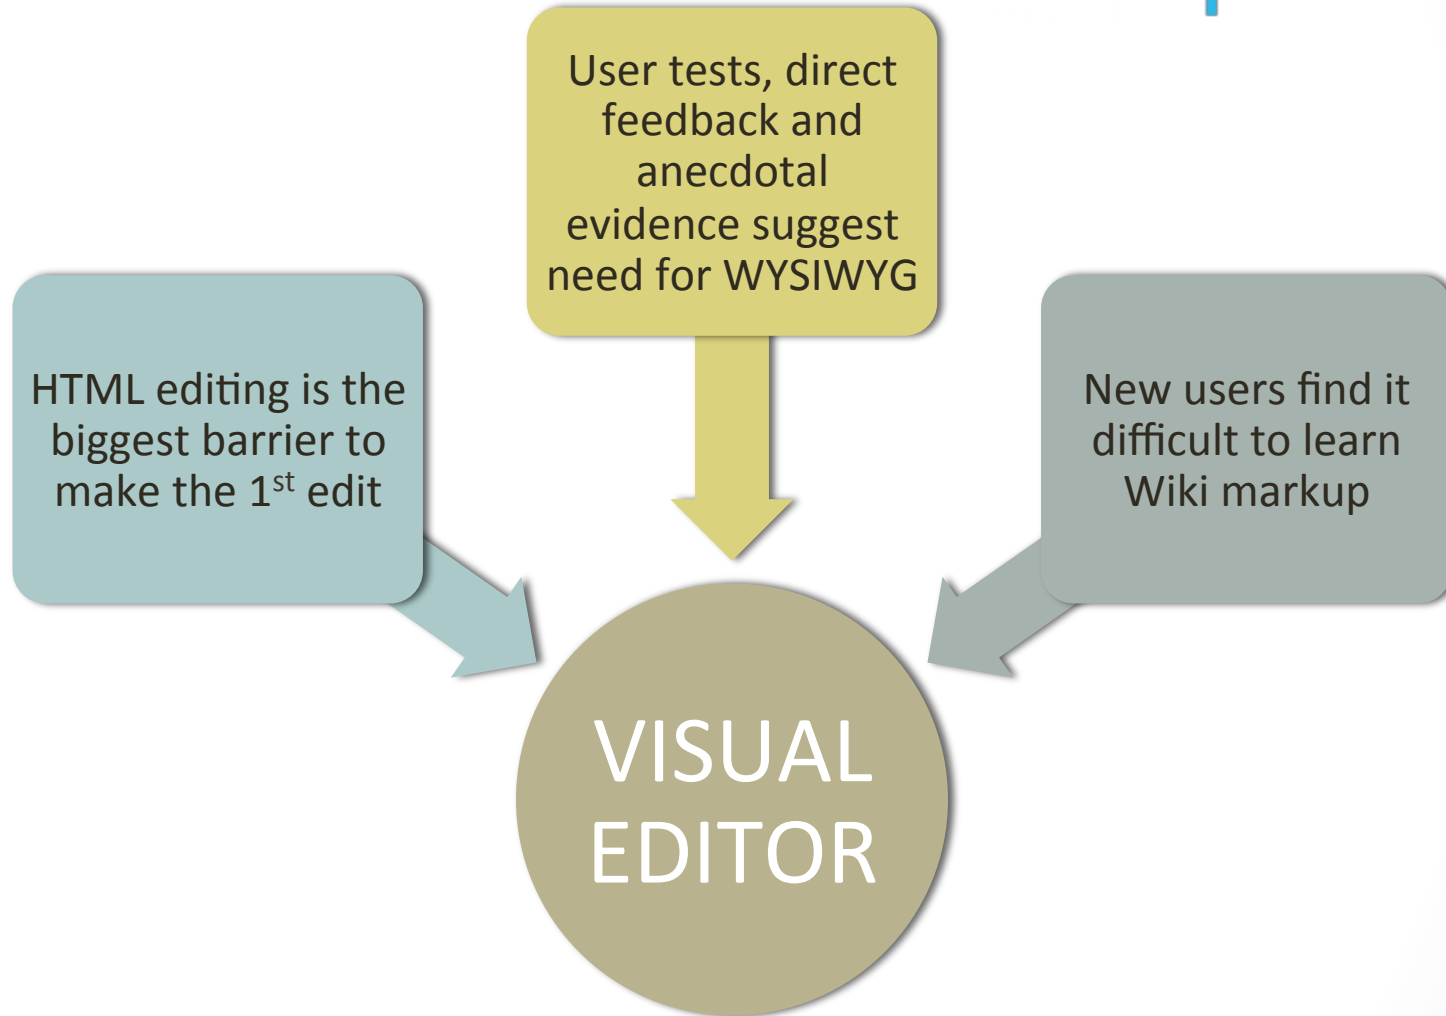 User tests, direct
feedback and
anecdotal
evidence suggest
need for WYSIWYG
HTML editing is the
biggest barrier to
make the 1st edit
New users find it
difficult to learn
Wiki markup
VISUAL
EDITOR